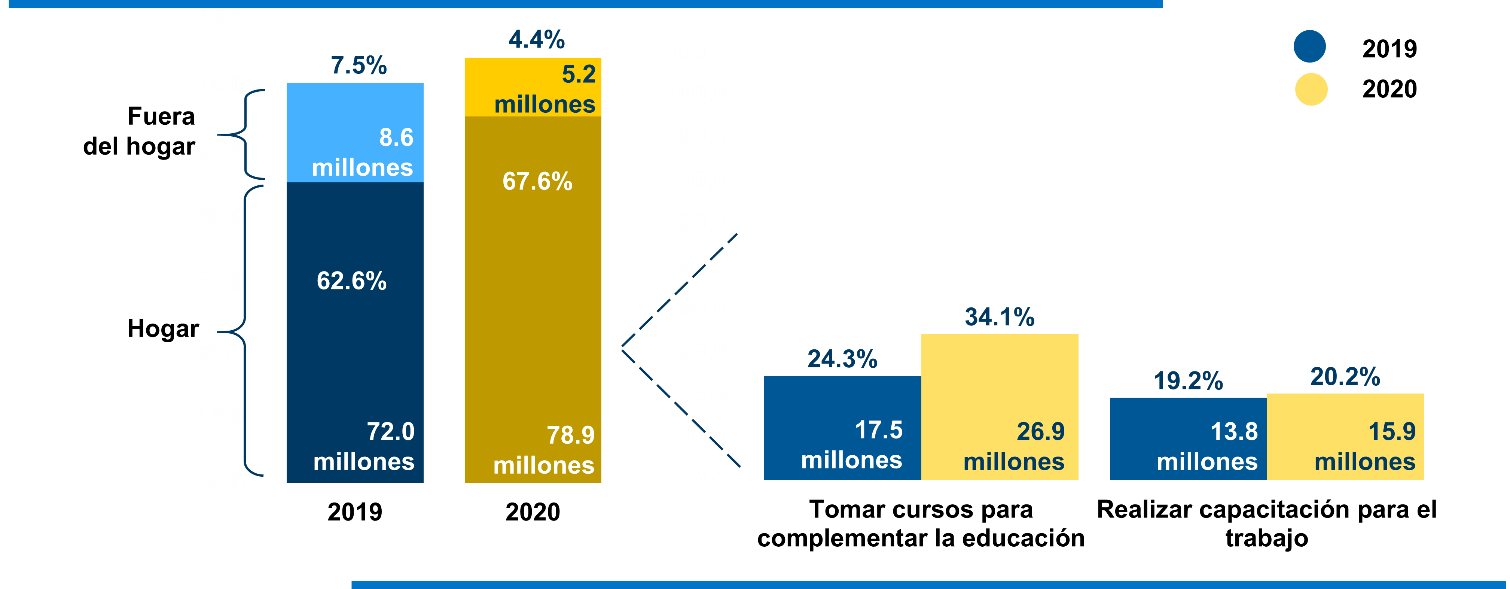 7.5%
4.4%
2019
2020
Fuera
del hogar
8.6
millones
5.2
millones
Hogar
62.6%
67.6%
72.0
millones
78.9
millones
2019
2020
24.3%
34.1%
17.5
millones
26.9
millones
Tomar cursos para
complementar la educación
19.2%
20.2%
13.8
millones
15.9
millones
Realizar capacitación para el
trabajo